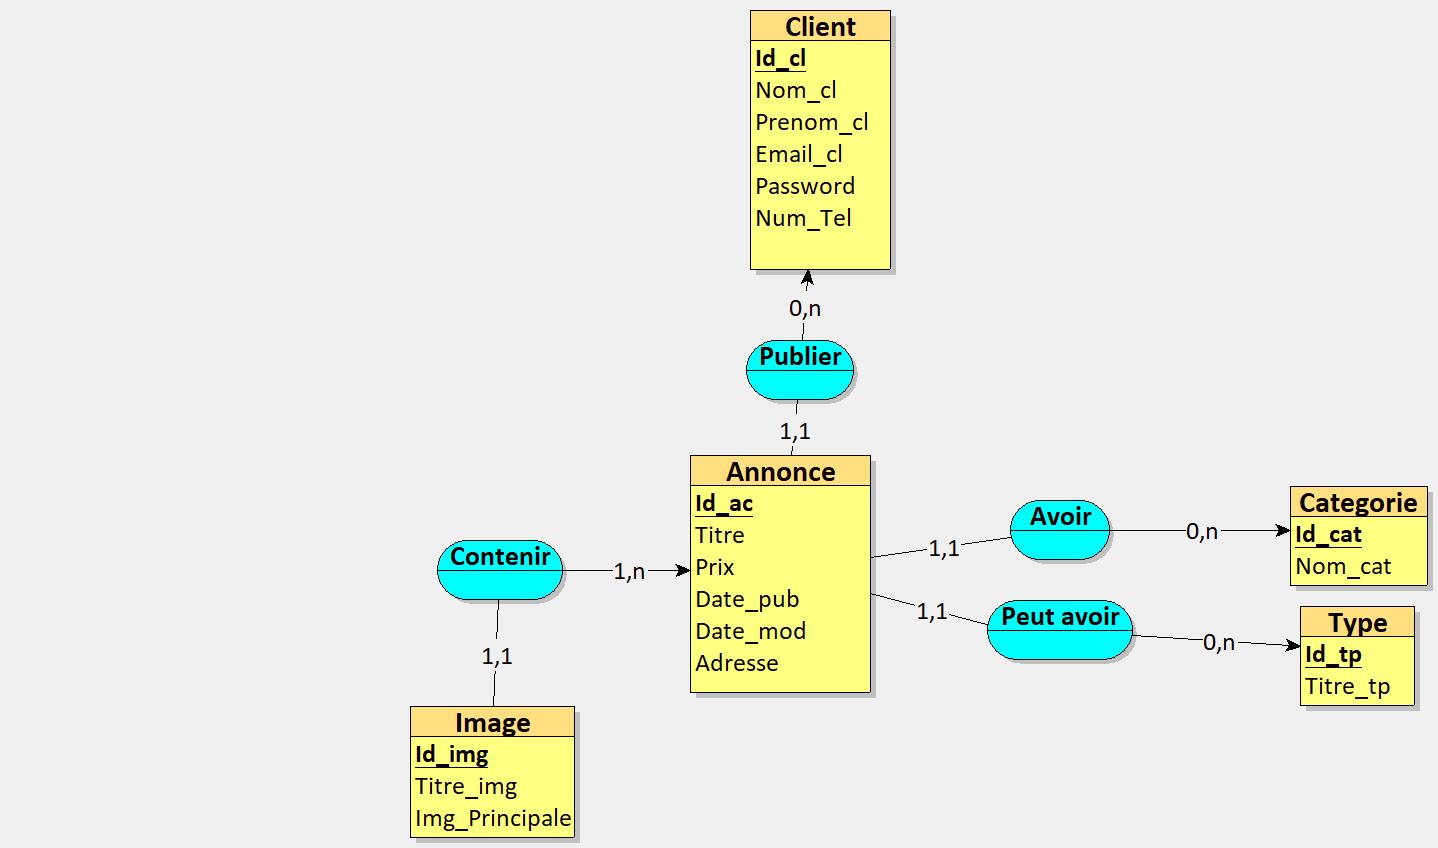 Client
Id_cl
Nom_cl
Prenom_cl
Email_cl
Password
Num_Tel
0,n
Publier
1,1
Annonce
Id_ac
Titre
Prix
Date_pub
Date_mod
Adresse
Contenir
1,n
1,1
Image
Id_img
Titre_img
Img_Principale
1,1
Avoir
0,n
Categorie
Id_cat
Nom_cat
1,1
Peut avoir
0,n
Type
Id_tp
Titre_tp